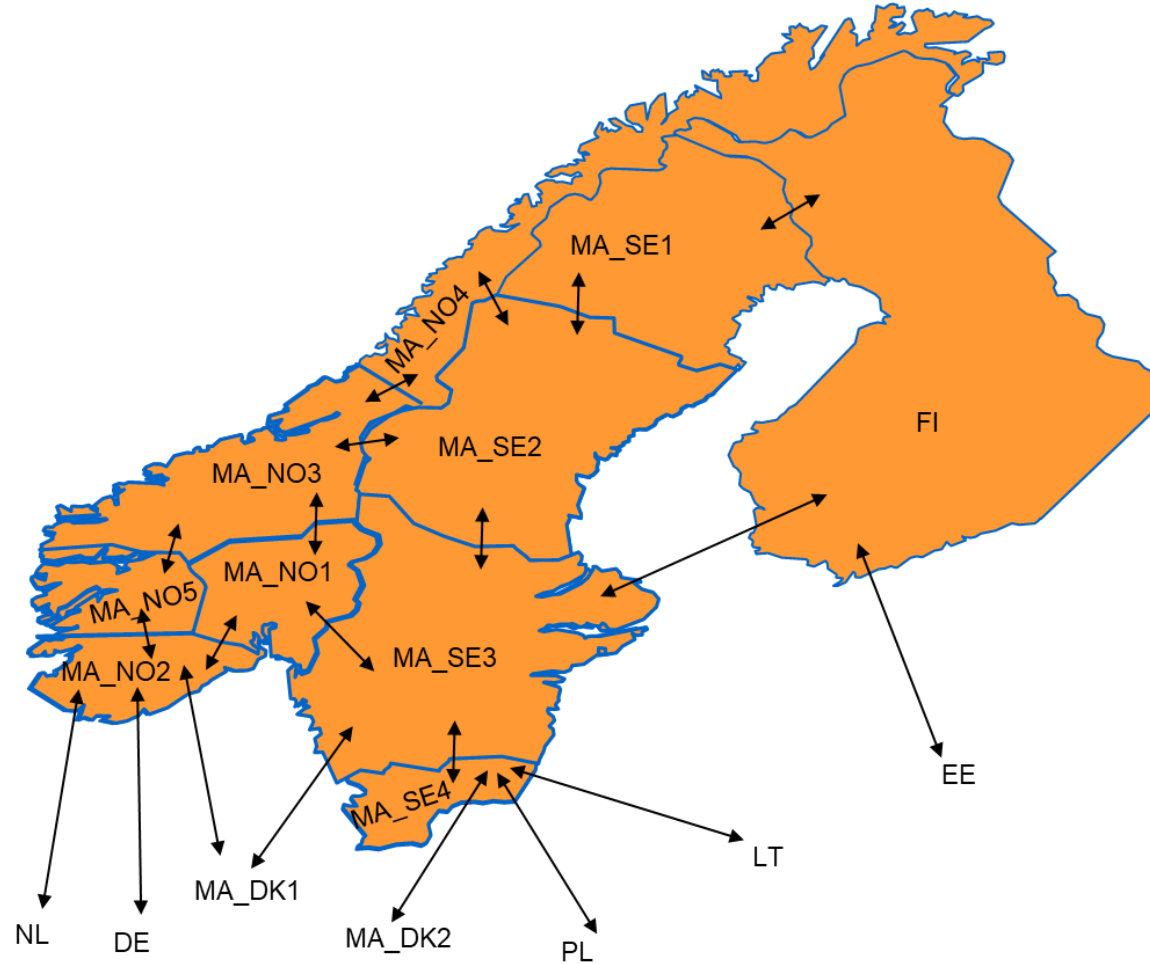 MA_SE1
MA_NO4
FI
MA_SE2
MA_NO3
MA_NO1
MA_NO5
MA_SE3
MA_NO2
EE
MA_SE4
LT
MA_DK1
NL
DE
MA_DK2
PL